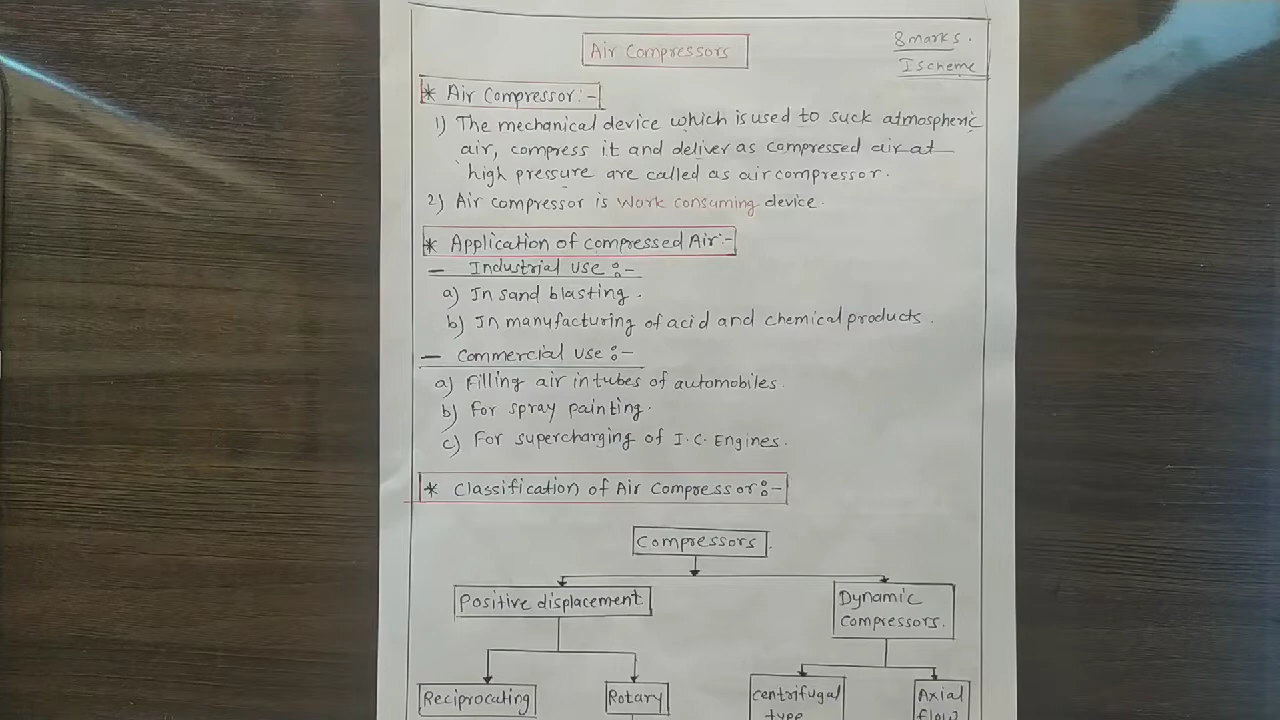 Air Compressors
8 marks.
I scheme
* Air Compressor:-
1) The mechanical device which is used to suck atmospheric
air, compress it and deliver as compressed air at
high pressure are called as air compressor.
2) Air compressor is work consuming device.
* Application of compressed Air:-
- Industrial use :-
a) In sand blasting.
b) In manufacturing of acid and chemical products.
- Commercial use :-
a) Filling air in tubes of automobiles.
b) For spray painting.
c) For supercharging of I.C. Engines.
* Classification of Air Compressor :-
Compressors.
Positive displacement
Dynamic
Compressors.
Reciprocating
Rotary
Centrifugal
type
Axial
flow